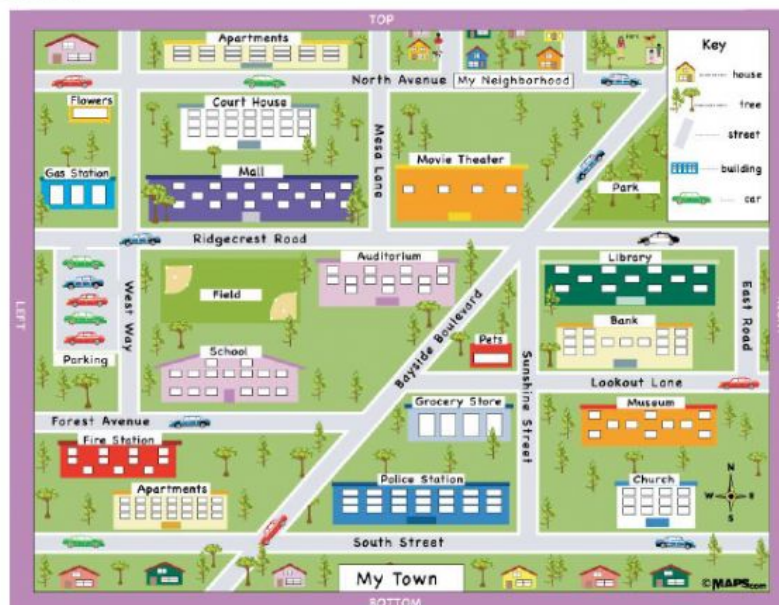 TOP
Apartments
Key
North Avenue
My Neighborhood
house
Flowers
Court House
tree
Mesa Lane
street
Movie Theater
Gas Station
Mall
building
Park
car
Ridgecrest Road
Auditorium
Library
LEFT
Field
West Way
Bayside Boulevard
East Road
Bank
School
Pets
Parking
Sunshine Street
Lookout Lane
Forest Avenue
Grocery Store
Museum
Fire Station
Police Station
Church
Apartments
N
W
E
S
South Street
My Town
©MAPS.com
BOTTOM